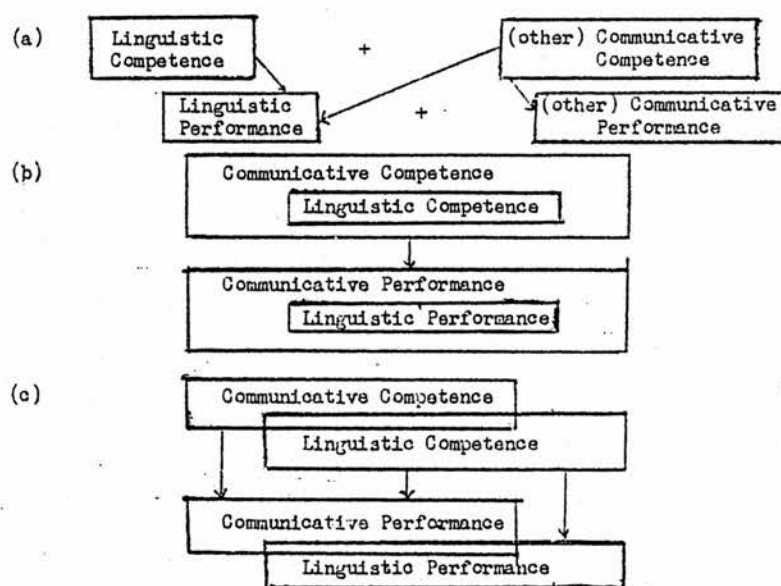 (a)
Linguistic
Competence
+
(other) Communicative
Competence
Linguistic
Performance
+
(other) Communicative
Performance
(b)
Communicative Competence
Linguistic Competence
Communicative Performance
Linguistic Performance
(c)
Communicative Competence
Linguistic Competence
Communicative Performance
Linguistic Performance